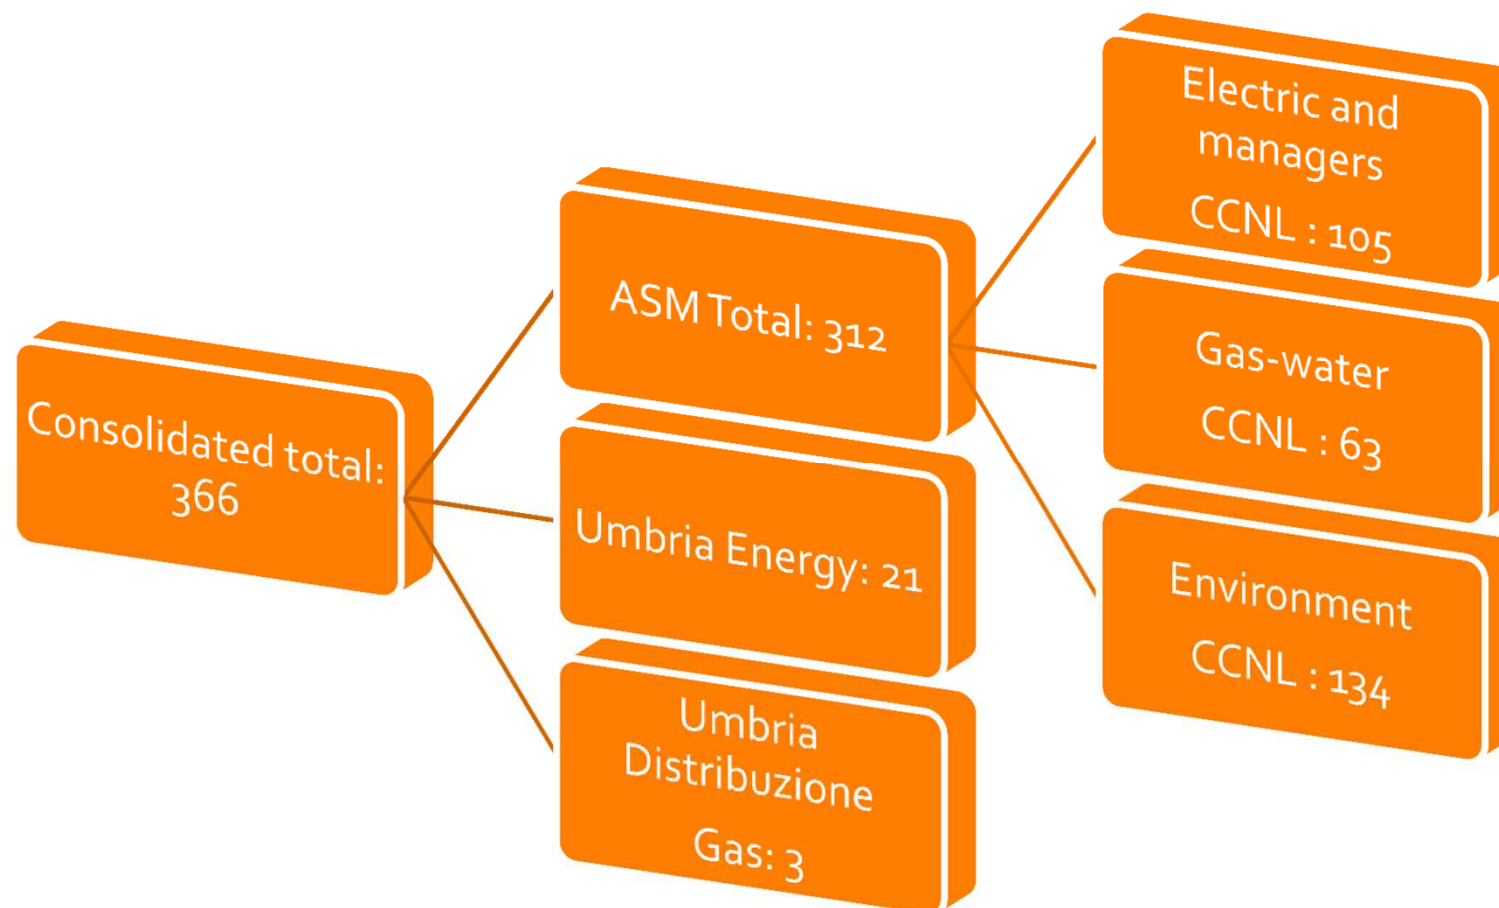 Consolidated total:
366
ASM Total: 312
Umbria Energy: 21
Umbria
Distribuzione
Gas: 3
Electric and
managers
CCNL : 105
Gas-water
CCNL : 63
Environment
CCNL : 134